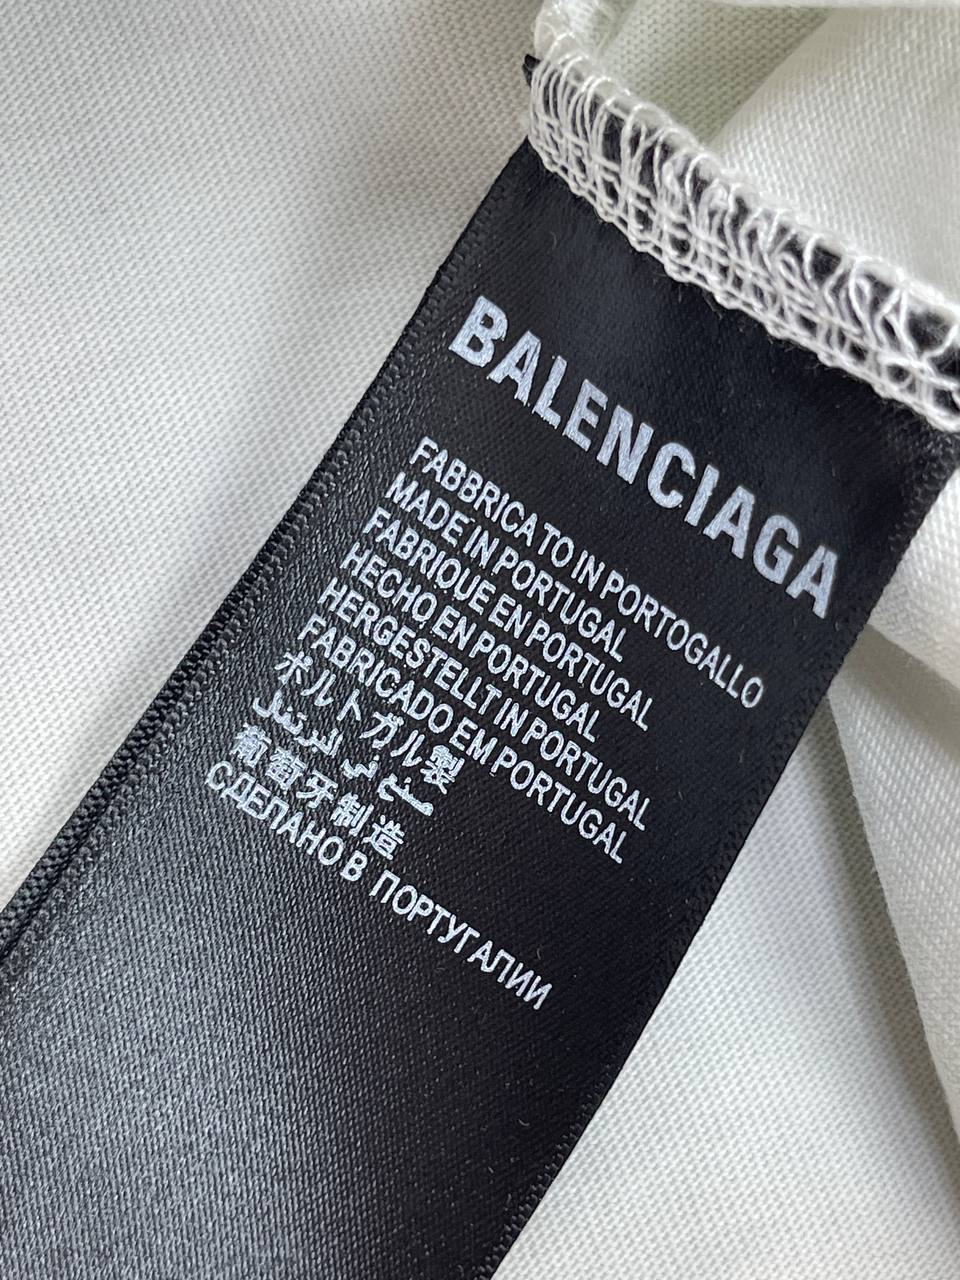 BALENCIAGA
FABBRICATO IN PORTOGALLO
MADE IN PORTUGAL
FABRIQUE EN PORTUGAL
HECHO EN PORTUGAL
HERGESTELLT IN PORTUGAL
FABRICADO EM PORTUGAL
ポルトガル製
صنع في البرتغال
葡萄牙制造
СДЕЛАНО В ПОРТУГАЛИИ